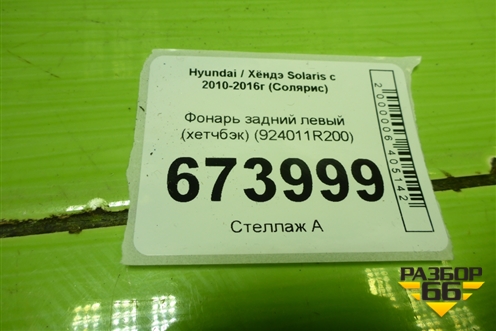 Hyundai / Хёндэ Solaris с
2010-2016г (Солярис)
Фонарь задний левый
(хетчбэк) (924011R200)
673999
Стеллаж А
2000006405142
РАЗБОР
66